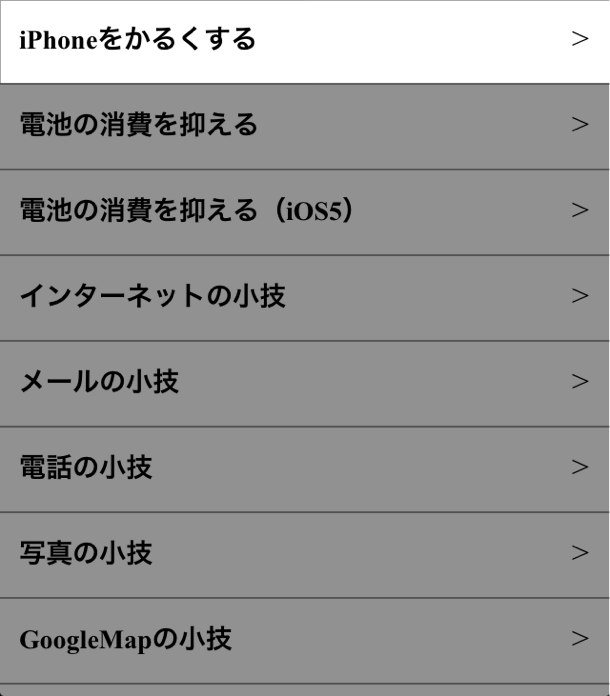 iPhoneをかるくする >
電池の消費を抑える >
電池の消費を抑える（iOS5） >
インターネットの小技 >
メールの小技 >
電話の小技 >
写真の小技 >
GoogleMapの小技 >